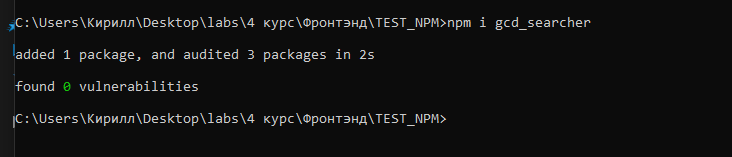 C:\Users\Кирилл\Desktop\labs\4 курс\Фронтэнд\TEST_NPM>npm i gcd_searcher
added 1 package, and audited 3 packages in 2s
found 0 vulnerabilities
C:\Users\Кирилл\Desktop\labs\4 курс\Фронтэнд\TEST_NPM>